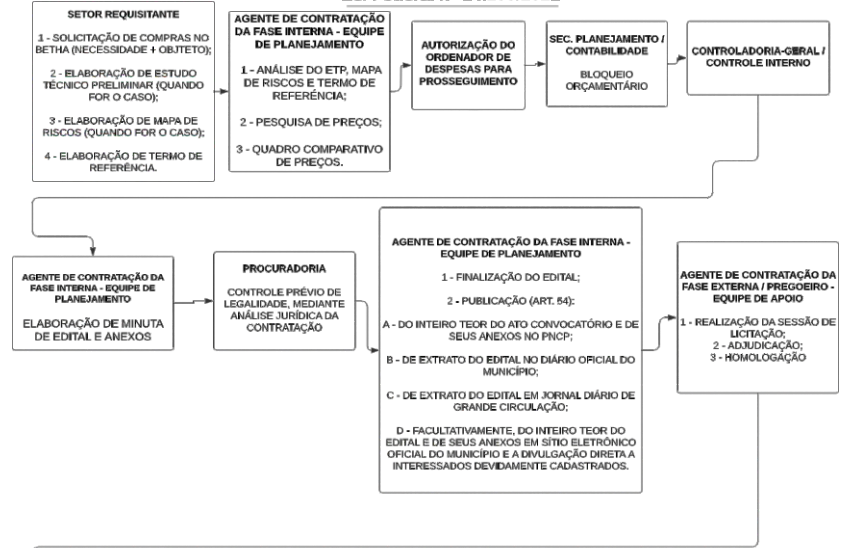 SETOR REQUISITANTE
1 - SOLICITAÇÃO DE COMPRAS NO
BETHA (NECESSIDADE + OBJTETO);
2 - ELABORAÇÃO DE ESTUDO
TÉCNICO PRELIMINAR (QUANDO
FOR O CASO);
3 - ELABORAÇÃO DE MAPA DE
RISCOS (QUANDO FOR O CASO);
4 - ELABORAÇÃO DE TERMO DE
REFERÊNCIA.
AGENTE DE CONTRATAÇÃO
DA FASE INTERNA - EQUIPE
DE PLANEJAMENTO
1 - ANÁLISE DO ETP, MAPA
DE RISCOS E TERMO DE
REFERÊNCIA;
2 - PESQUISA DE PREÇOS;
3 - QUADRO COMPARATIVO
DE PREÇOS.
AUTORIZAÇÃO DO
ORDENADOR DE
DESPESAS PARA
PROSSEGUIMENTO
SEC. PLANEJAMENTO /
CONTABILIDADE
BLOQUEIO
ORÇAMENTÁRIO
CONTROLADORIA-GERAL /
CONTROLE INTERNO
AGENTE DE CONTRATAÇÃO DA
FASE INTERNA - EQUIPE DE
PLANEJAMENTO
ELABORAÇÃO DE MINUTA
DE EDITAL E ANEXOS
PROCURADORIA
CONTROLE PRÉVIO DE
LEGALIDADE, MEDIANTE
ANÁLISE JURÍDICA DA
CONTRATAÇÃO
AGENTE DE CONTRATAÇÃO DA FASE INTERNA -
EQUIPE DE PLANEJAMENTO
1 - FINALIZAÇÃO DO EDITAL;
2 - PUBLICAÇÃO (ART. 54):
A - DO INTEIRO TEOR DO ATO CONVOCATÓRIO E DE
SEUS ANEXOS NO PNCP;
B - DE EXTRATO DO EDITAL NO DIÁRIO OFICIAL DO
MUNICÍPIO;
C - DE EXTRATO DO EDITAL EM JORNAL DIÁRIO DE
GRANDE CIRCULAÇÃO;
D - FACULTATIVAMENTE, DO INTEIRO TEOR DO
EDITAL E DE SEUS ANEXOS EM SÍTIO ELETRÔNICO
OFICIAL DO MUNICÍPIO E A DIVULGAÇÃO DIRETA A
INTERESSADOS DEVIDAMENTE CADASTRADOS.
AGENTE DE CONTRATAÇÃO DA
FASE EXTERNA / PREGOEIRO -
EQUIPE DE APOIO
1 - REALIZAÇÃO DA SESSÃO DE
LICITAÇÃO;
2 - ADJUDICAÇÃO;
3 - HOMOLOGAÇÃO